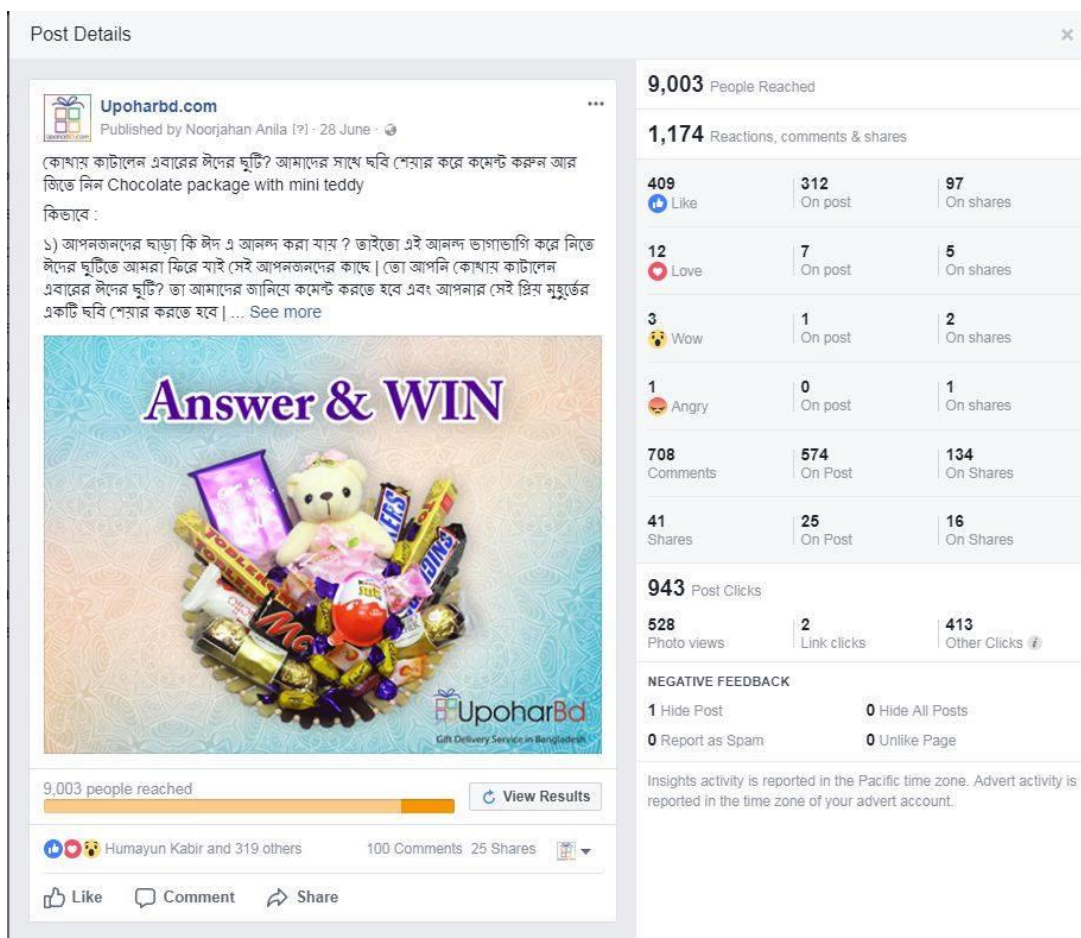 Post Details
Upoharbd.com
Published by Noorjahan Anila [?] · 28 June ·
কোথায় কাটালেন এবারের ঈদের ছুটি? আমাদের সাথে ছবি শেয়ার করে কমেন্ট করুন আর
জিতে নিন Chocolate package with mini teddy
কিভাবে :
১) আপনজনদের ছাড়া কি ঈদ এ আনন্দ করা যায় ? তাইতো এই আনন্দ ভাগাভাগি করে নিতে
ঈদের ছুটিতে আমরা ফিরে যাই সেই আপনজনদের কাছে | তো আপনি কোথায় কাটালেন
এবারের ঈদের ছুটি? তা আমাদের জানিয়ে কমেন্ট করতে হবে এবং আপনার সেই প্রিয় মুহূর্তের
একটি ছবি শেয়ার করতে হবে | ... See more
Answer & WIN
TOBLERONE
KERS
SNICKERS
UpoharBd
Gift Delivery Service in Bangladesh
9,003 people reached
View Results
Humayun Kabir and 319 others 100 Comments 25 Shares
Like Comment Share
9,003 People Reached
1,174 Reactions, comments & shares
409 312 97
Like On post On shares
12 7 5
Love On post On shares
3 1 2
Wow On post On shares
1 0 1
Angry On post On shares
708 574 134
Comments On Post On Shares
41 25 16
Shares On Post On Shares
943 Post Clicks
528 2 413
Photo views Link clicks Other Clicks
NEGATIVE FEEDBACK
1 Hide Post 0 Hide All Posts
0 Report as Spam 0 Unlike Page
Insights activity is reported in the Pacific time zone. Advert activity is
reported in the time zone of your advert account.